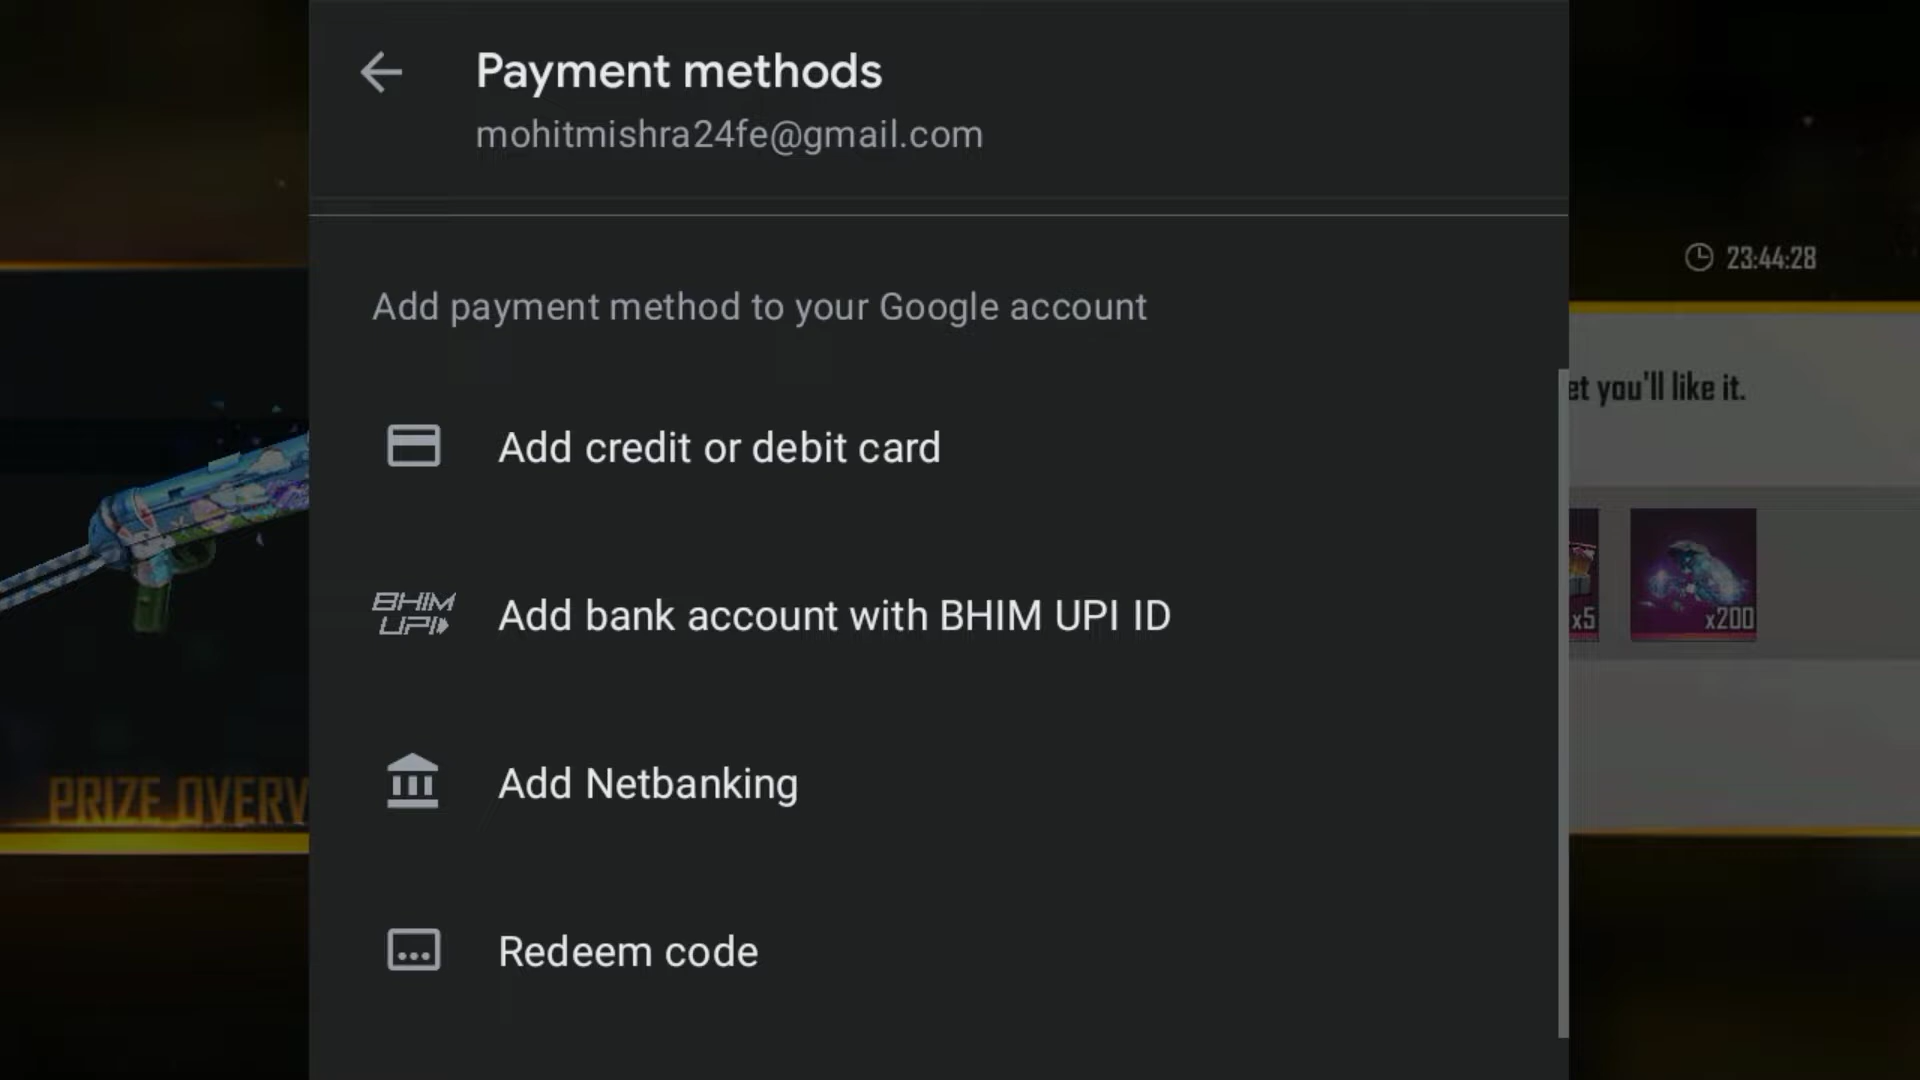 Payment methods
mohitmishra24fe@gmail.com
23:44:28
Add payment method to your Google account
et you'll like it.
Add credit or debit card
BHIM
UPI
Add bank account with BHIM UPI ID
x5
x200
Add Netbanking
PRIZE OVERV
Redeem code